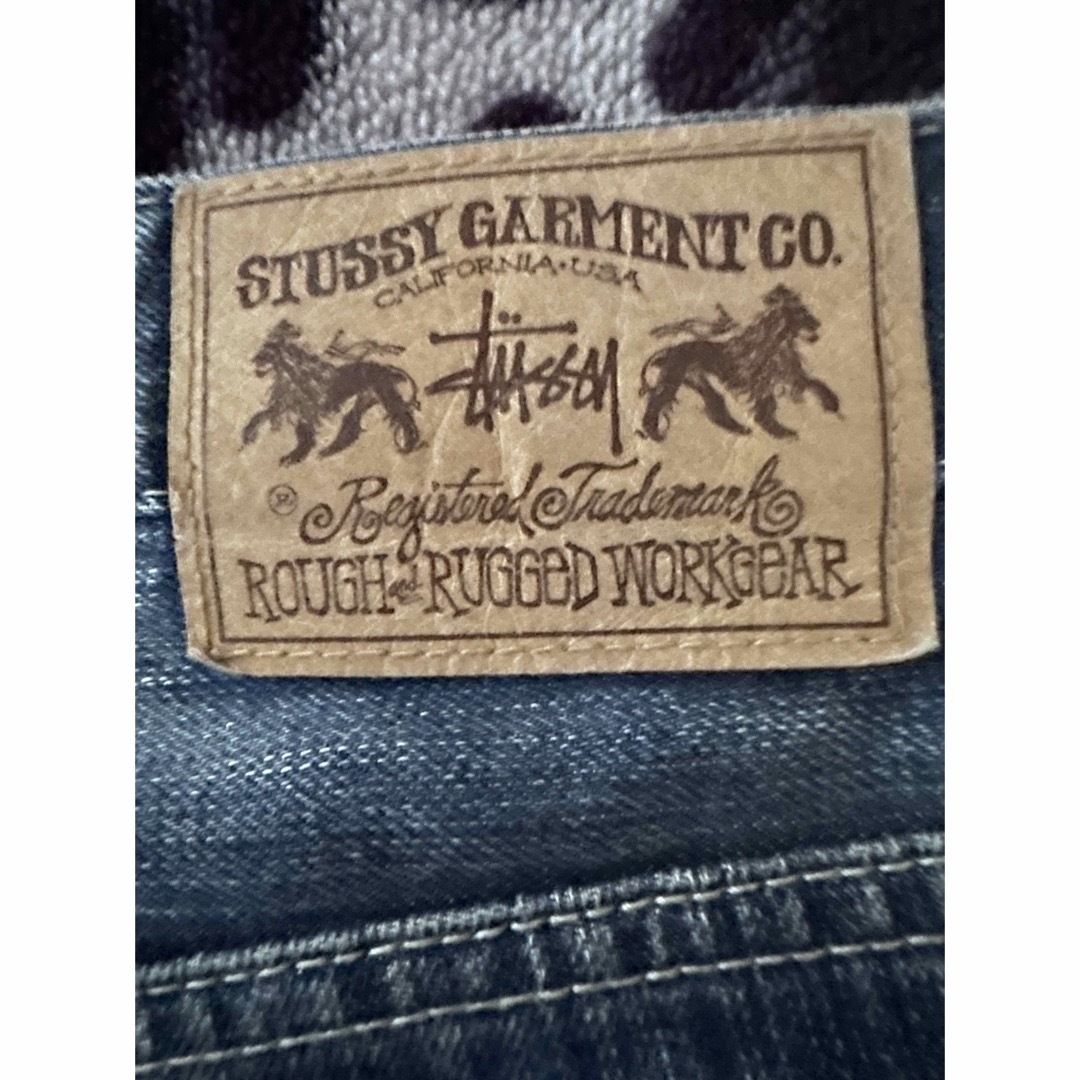 STUSSY GARMENT CO.
CALIFORNIA • USA
stüssy
® Registered Trademark
ROUGH and RUGGED WORKGEAR